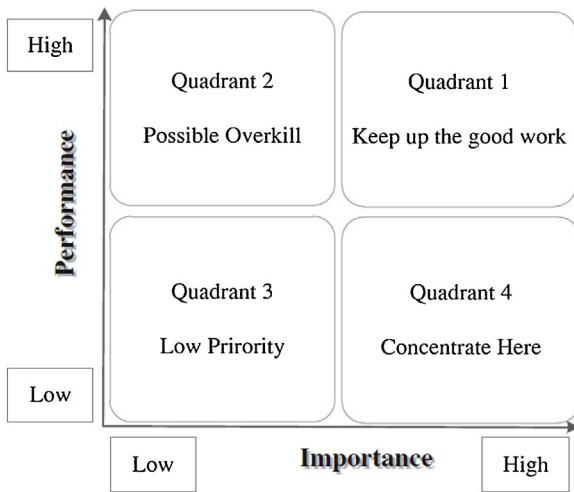 High
Quadrant 2
Possible Overkill
Quadrant 1
Keep up the good work
Performance
Quadrant 3
Low Prirority
Quadrant 4
Concentrate Here
Low
Low
Importance
High